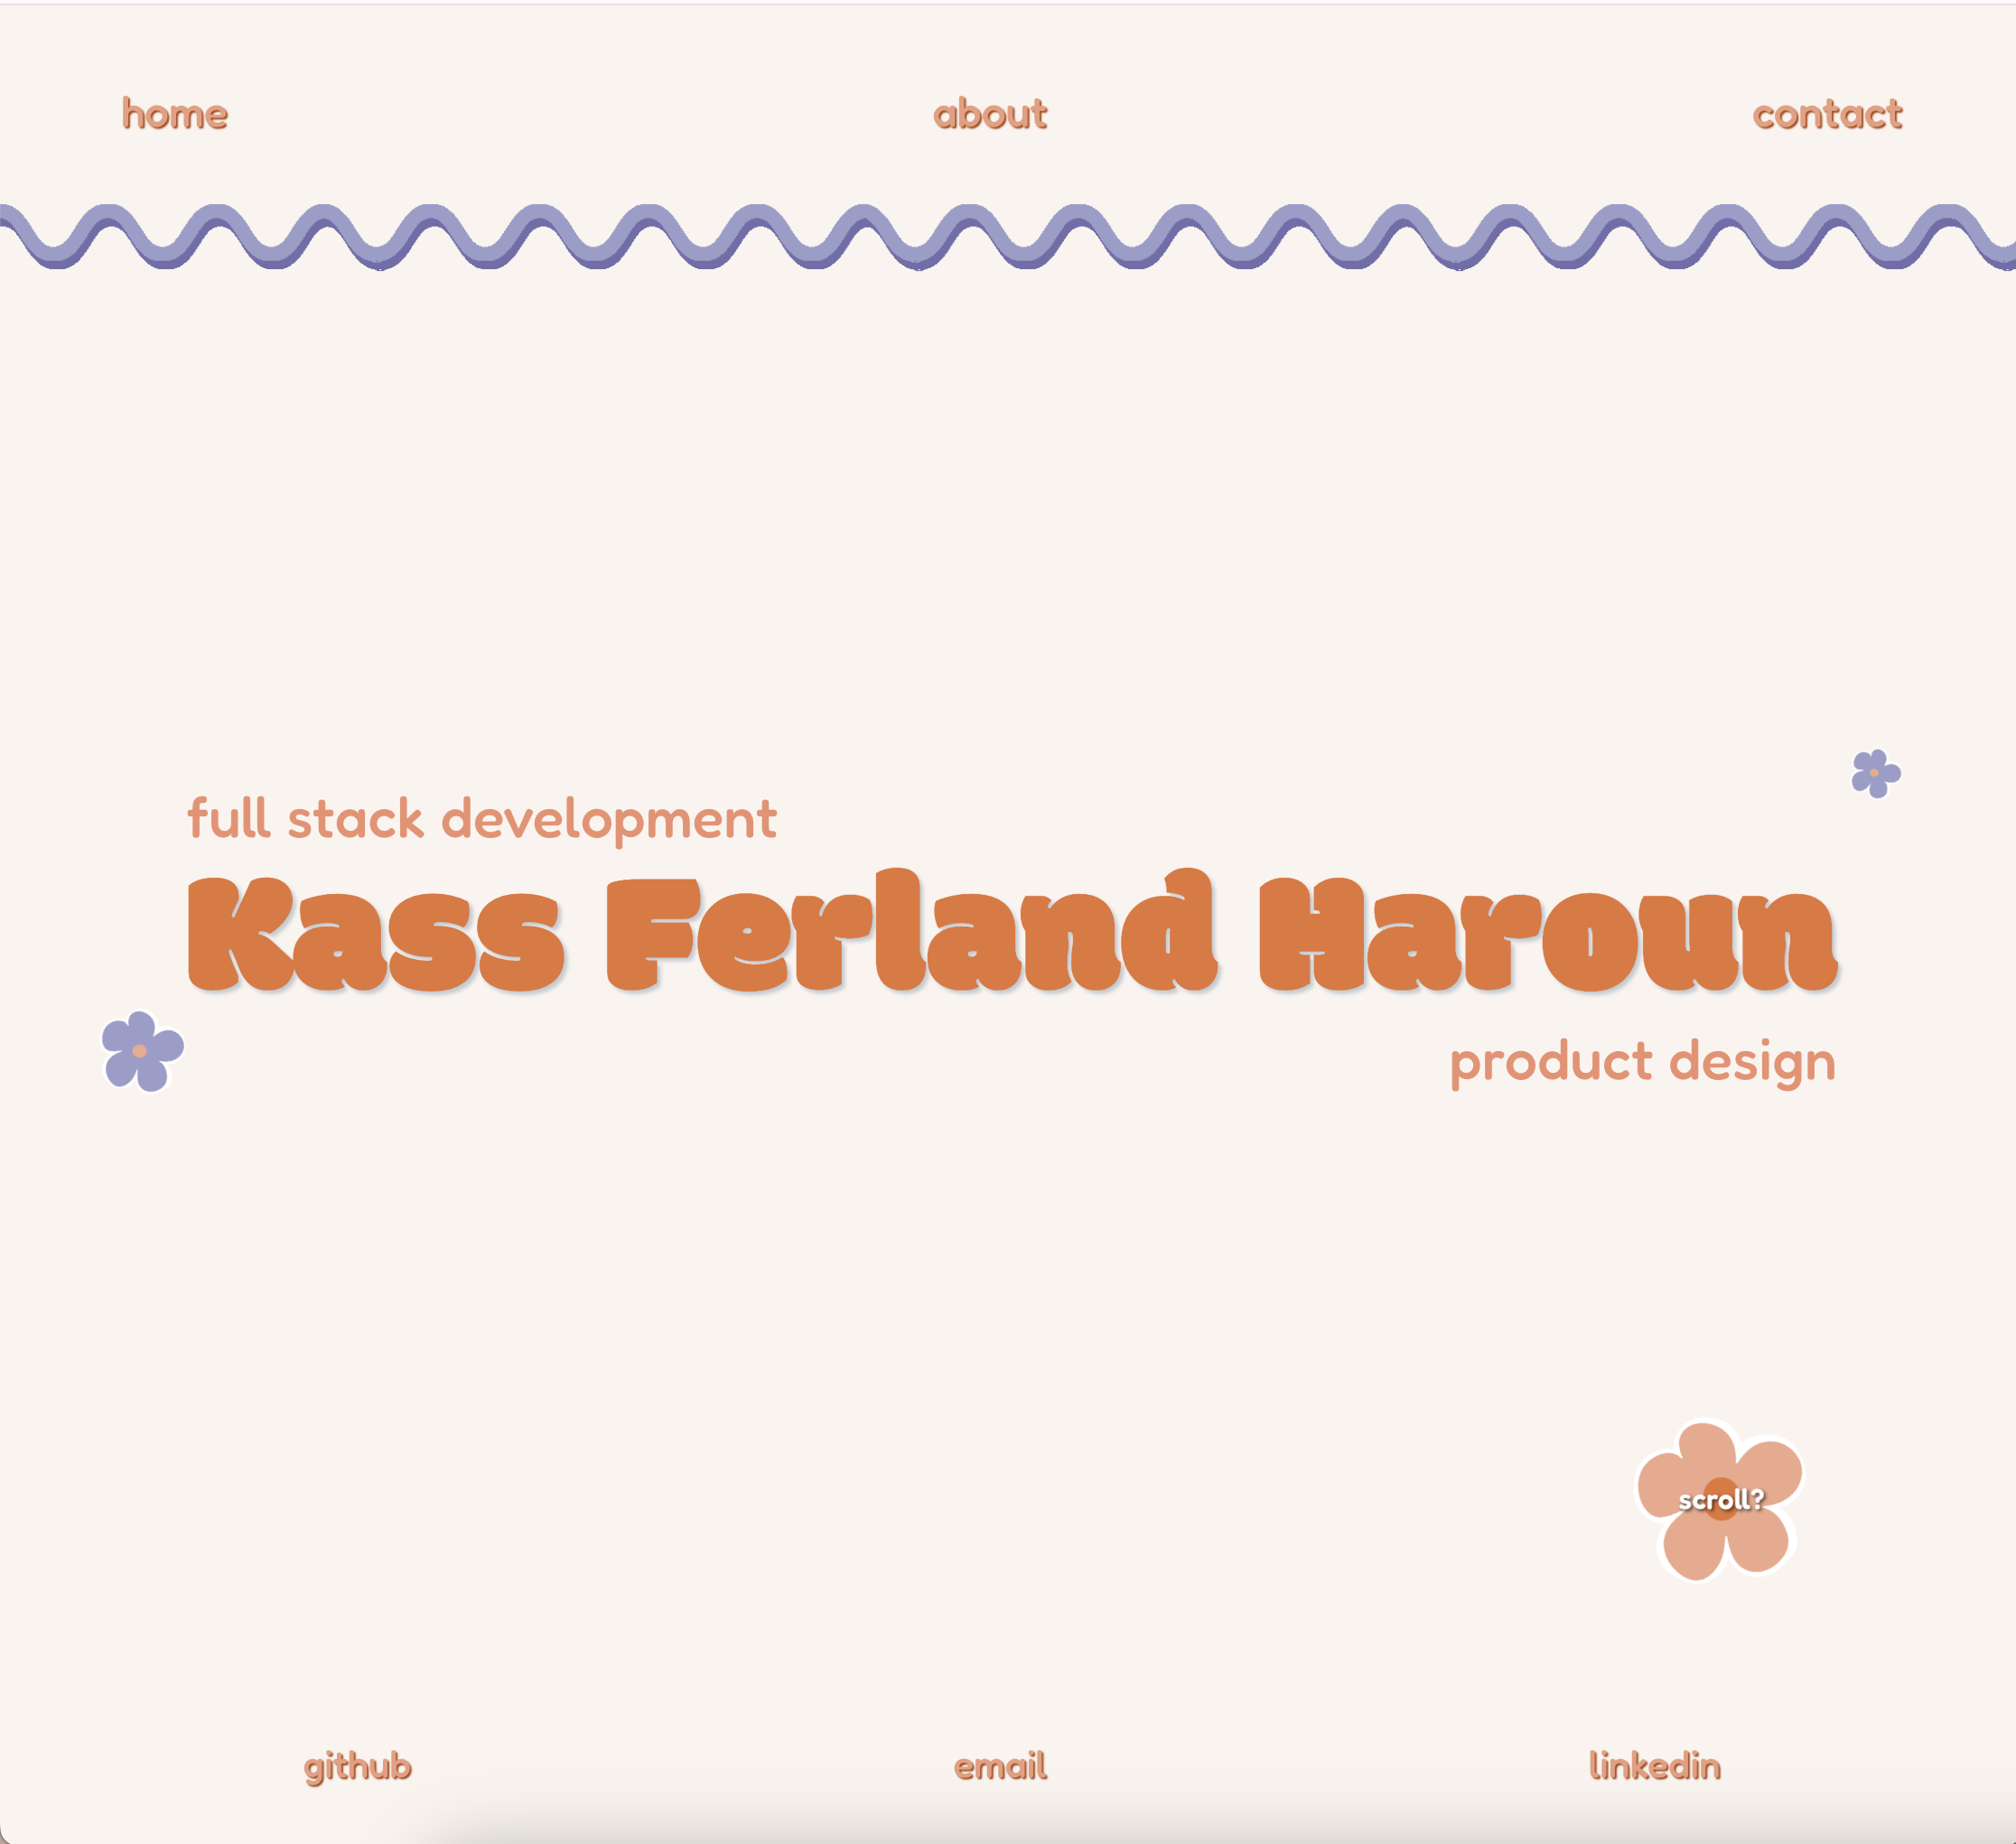 home
about
contact
full stack development
Kass Ferland Haroun
product design
scroll?
github
email
linkedin